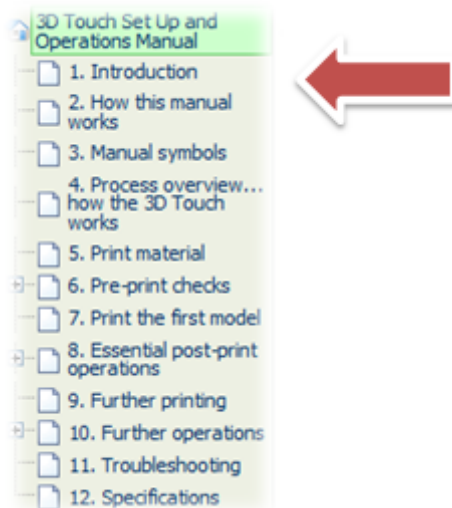 3D Touch Set Up and
Operations Manual
1. Introduction
2. How this manual
works
3. Manual symbols
4. Process overview...
how the 3D Touch
works
5. Print material
6. Pre-print checks
7. Print the first model
8. Essential post-print
operations
9. Further printing
10. Further operations
11. Troubleshooting
12. Specifications